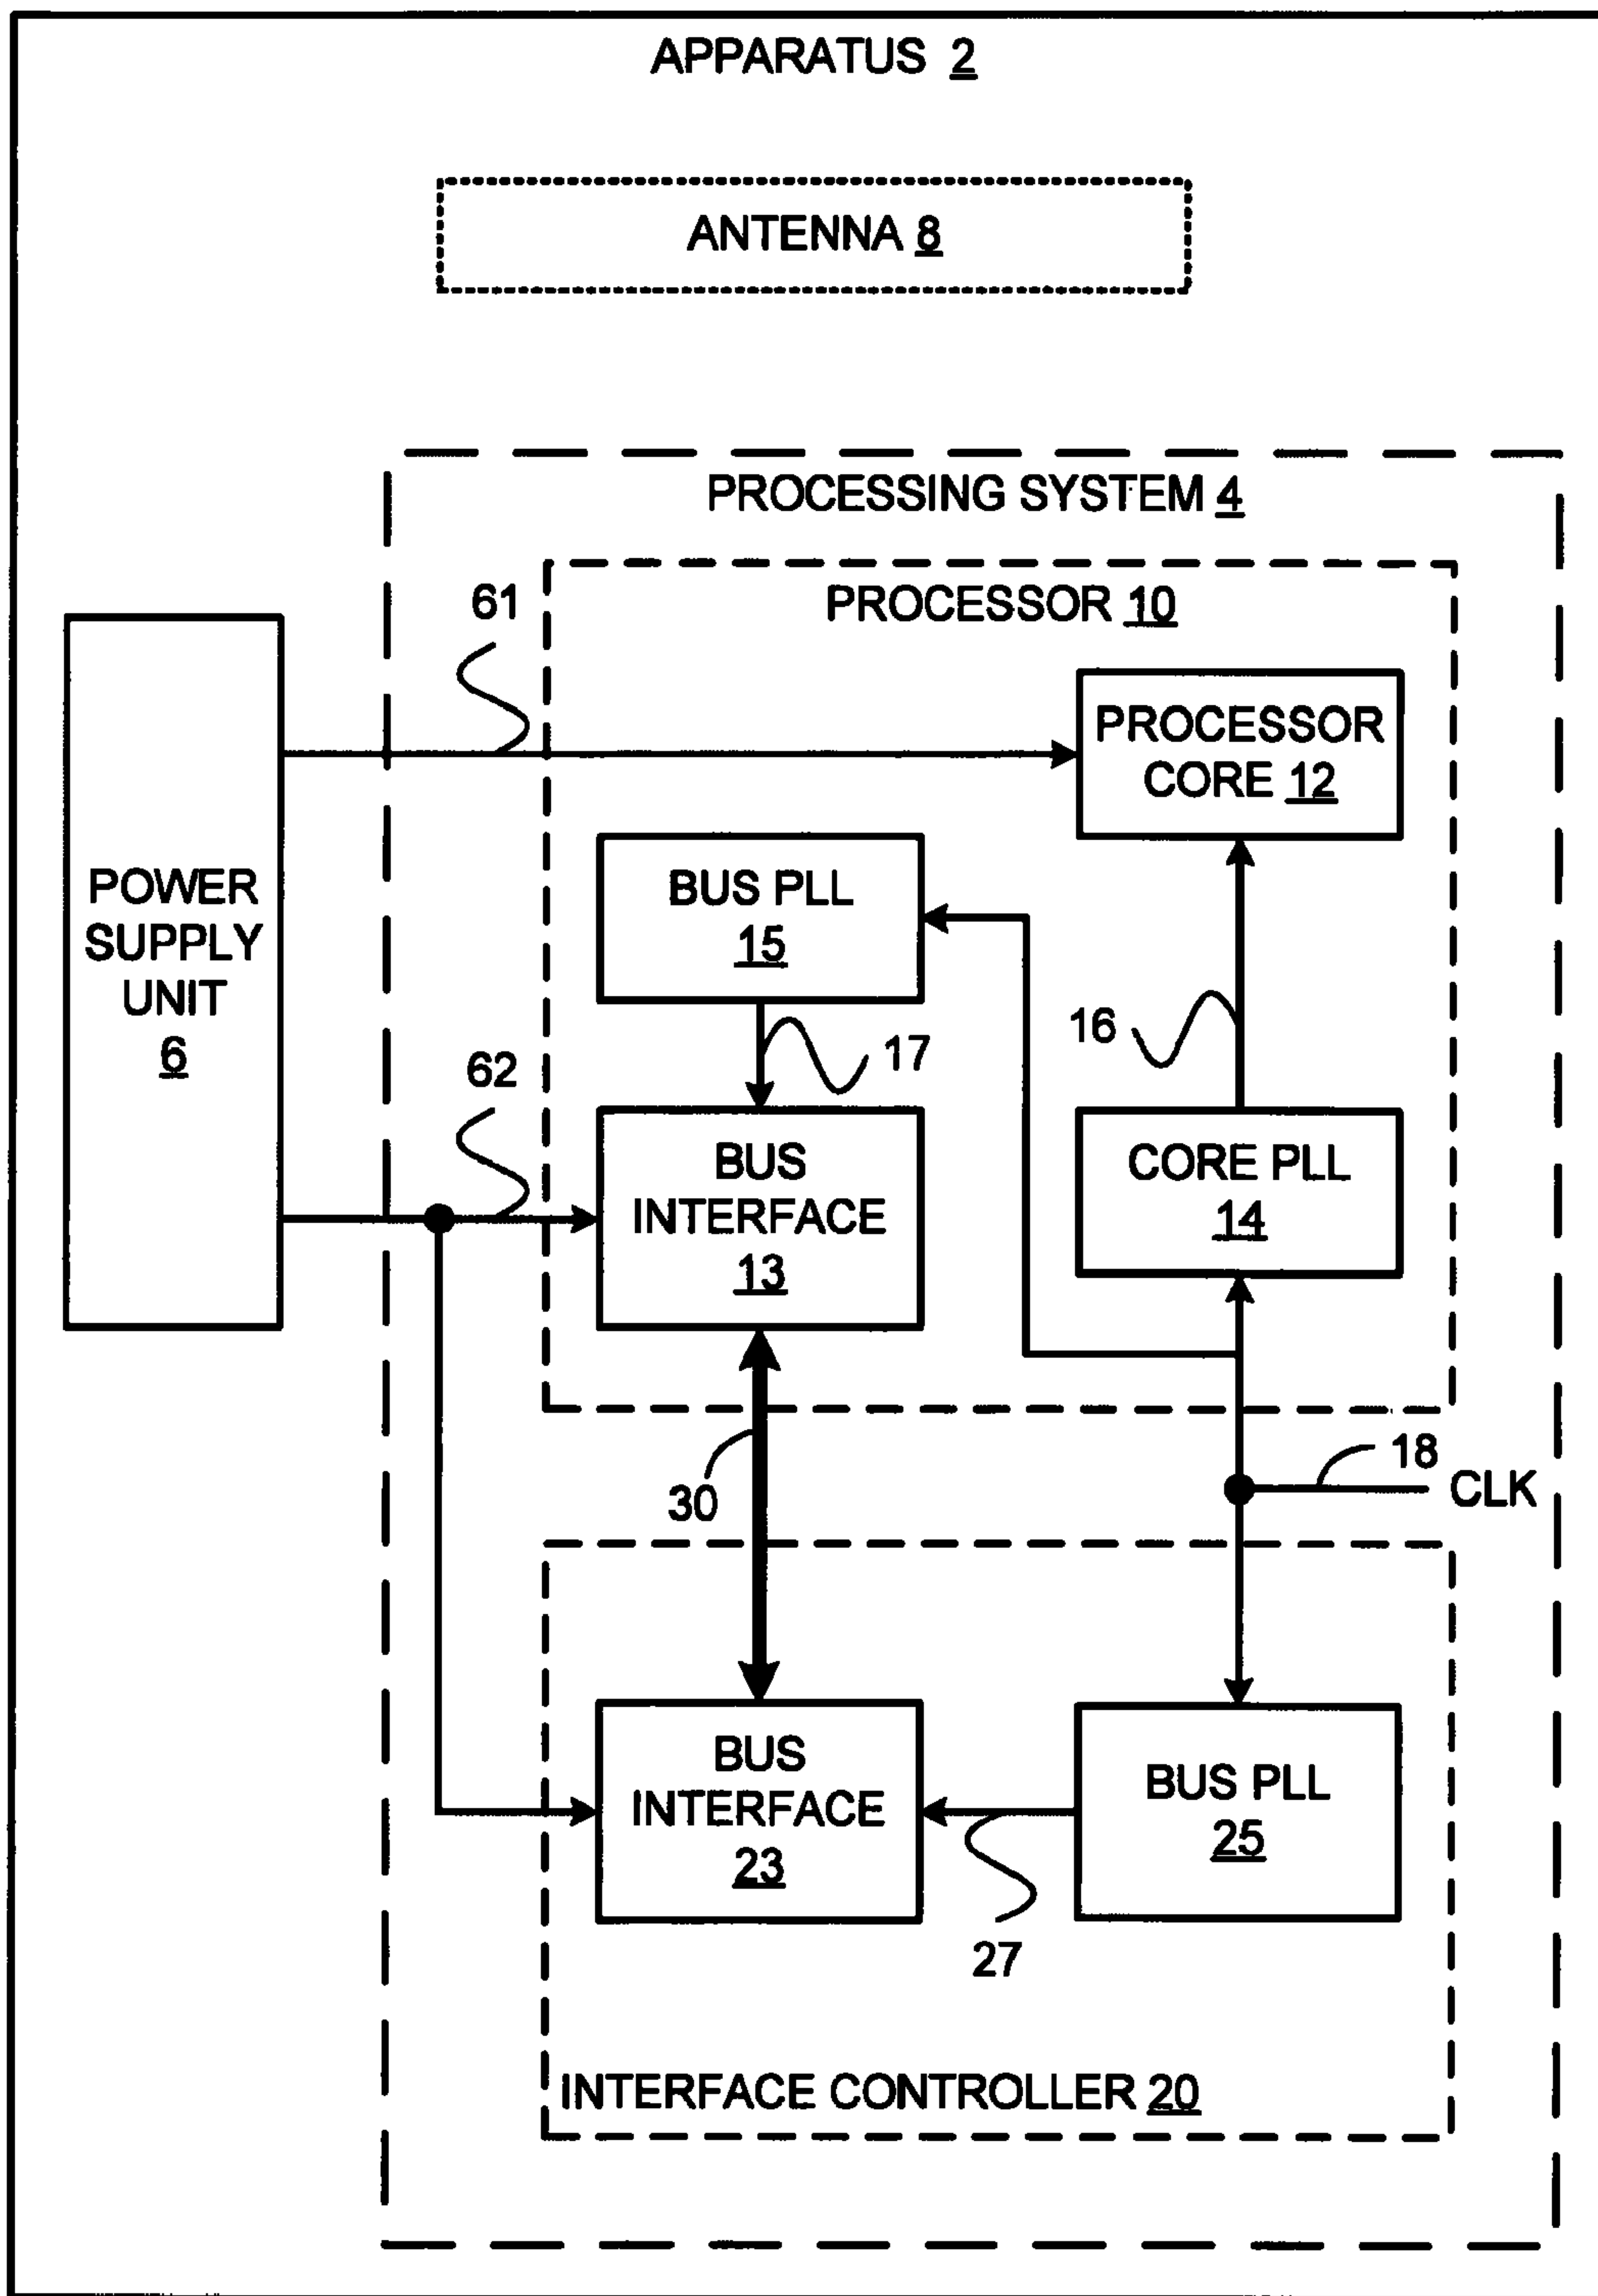 APPARATUS 2
ANTENNA 8
PROCESSING SYSTEM 4
61
PROCESSOR 10
PROCESSOR
CORE 12
POWER
SUPPLY
UNIT
6
BUS PLL
15
16
17
62
BUS
INTERFACE
13
CORE PLL
14
18
CLK
30
BUS
INTERFACE
23
BUS PLL
25
27
INTERFACE CONTROLLER 20